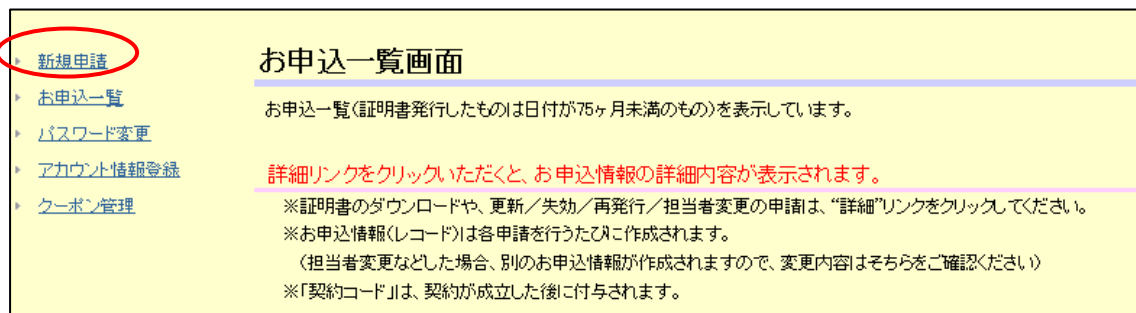 新規申請
お申込一覧
パスワード変更
アカウント情報登録
クーポン管理
お申込一覧画面
お申込一覧(証明書発行したものは日付が75ヶ月未満のもの)を表示しています。
詳細リンクをクリックいただくと、お申込情報の詳細内容が表示されます。
※証明書のダウンロードや、更新／失効／再発行／担当者変更の申請は、“詳細”リンクをクリックしてください。
※お申込情報(レコード)は各申請を行うたびに作成されます。
（担当者変更などした場合、別のお申込情報が作成されますので、変更内容はそちらをご確認ください）
※「契約コード」は、契約が成立した後に付与されます。